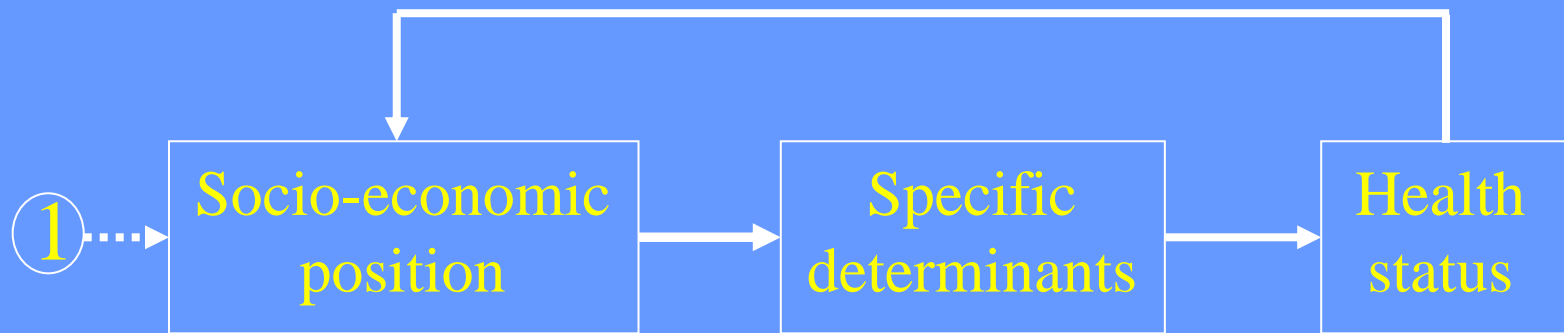 1
Socio-economic
position
Specific
determinants
Health
status